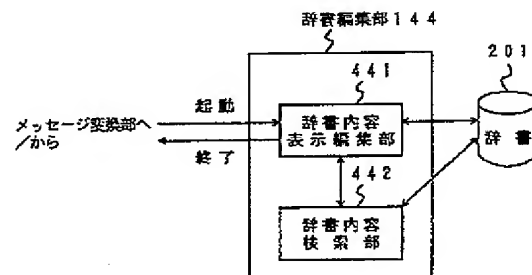 辞書編集部144
441
201
起動
メッセージ変換部へ
/から
終了
辞書内容
表示編集部
辞書
442
辞書内容
検索部